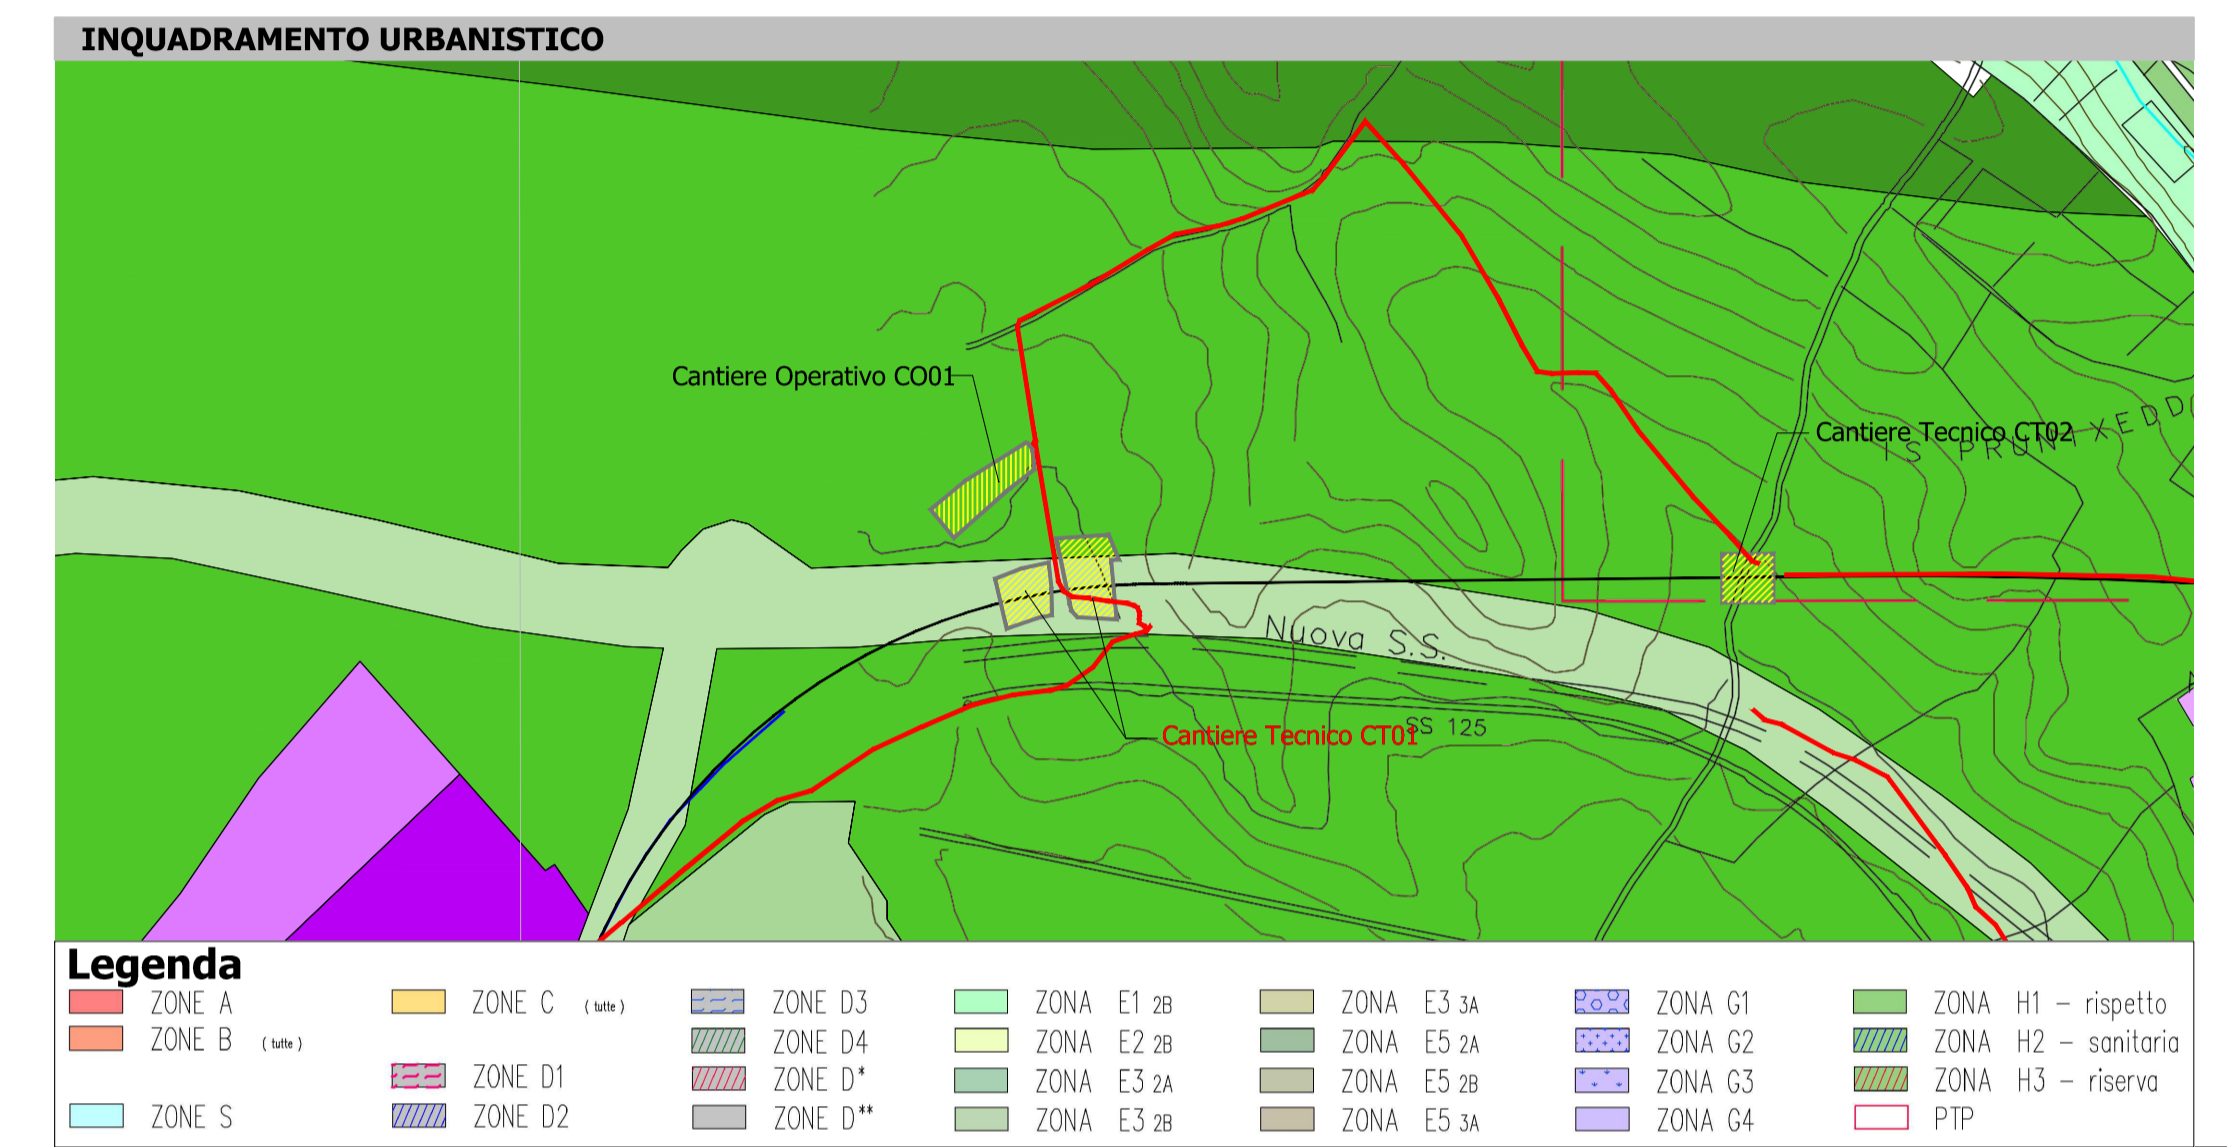 INQUADRAMENTO URBANISTICO
Cantiere Operativo CO01
Cantiere Tecnico CT02
IS PRUNIXEDD
Nuova S.S.
SS 125
Cantiere Tecnico CT01
Legenda
ZONE A
ZONE B ( tutte )
ZONE S
ZONE C ( tutte )
ZONE D1
ZONE D2
ZONE D3
ZONE D4
ZONE D*
ZONE D**
ZONA E1 2B
ZONA E2 2B
ZONA E3 2A
ZONA E3 2B
ZONA E3 3A
ZONA E5 2A
ZONA E5 2B
ZONA E5 3A
ZONA G1
ZONA G2
ZONA G3
ZONA G4
ZONA H1 – rispetto
ZONA H2 – sanitaria
ZONA H3 – riserva
PTP